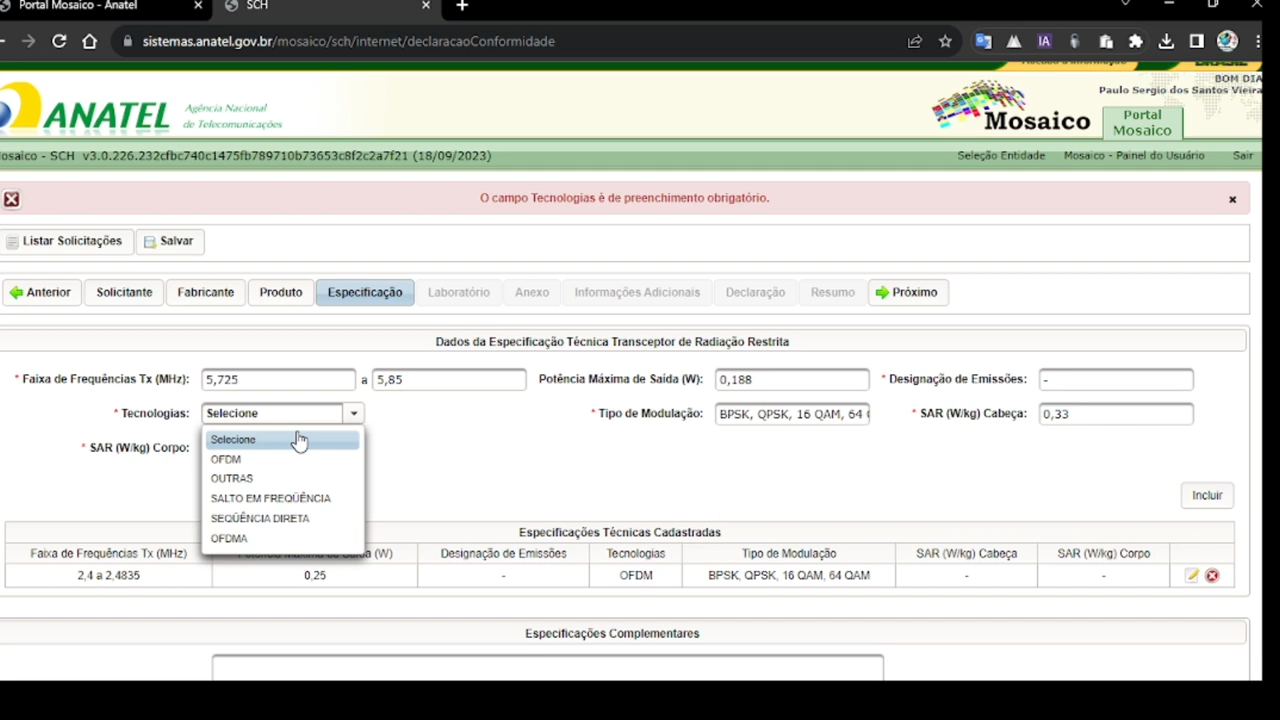 Portal Mosaico - Anatel
SCH
sistemas.anatel.gov.br/mosaico/sch/internet/declaracaoConformidade
BOM DIA
Paulo Sergio dos Santos Vieira
ANATEL
Agência Nacional
de Telecomunicações
Mosaico
Portal
Mosaico
osaico - SCH v3.0.226.232cfbc740c1475fb789710b73653c8f2c2a7f21 (18/09/2023)
Seleção Entidade Mosaico - Painel do Usuário Sair
O campo Tecnologias é de preenchimento obrigatório.
Listar Solicitações Salvar
Anterior Solicitante Fabricante Produto Especificação Laboratório Anexo Informações Adicionais Declaração Resumo Próximo
Dados da Especificação Técnica Transceptor de Radiação Restrita
* Faixa de Frequências Tx (MHz): 5,725 a 5,85 Potência Máxima de Saída (W): 0,188 * Designação de Emissões: -
* Tecnologias: Selecione * Tipo de Modulação: BPSK, QPSK, 16 QAM, 64 * SAR (W/kg) Cabeça: 0,33
* SAR (W/kg) Corpo:
Selecione
OFDM
OUTRAS
SALTO EM FREQÜÊNCIA
SEQÜÊNCIA DIRETA
OFDMA
Incluir
Especificações Técnicas Cadastradas
Faixa de Frequências Tx (MHz) (W) Designação de Emissões Tecnologias Tipo de Modulação SAR (W/kg) Cabeça SAR (W/kg) Corpo
2,4 a 2,4835 0,25 - OFDM BPSK, QPSK, 16 QAM, 64 QAM - -
Especificações Complementares